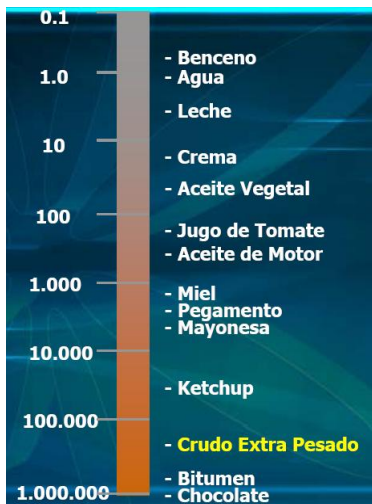 0.1
- Benceno
1.0
- Agua
- Leche
10
- Crema
- Aceite Vegetal
100
- Jugo de Tomate
- Aceite de Motor
1.000
- Miel
- Pegamento
- Mayonesa
10.000
- Ketchup
100.000
- Crudo Extra Pesado
- Bitumen
1.000.000
- Chocolate